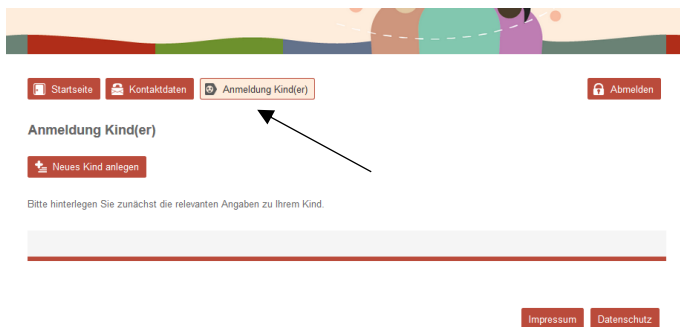 Startseite Kontaktdaten Anmeldung Kind(er) Abmelden
Anmeldung Kind(er)
Neues Kind anlegen
Bitte hinterlegen Sie zunächst die relevanten Angaben zu Ihrem Kind.
Impressum Datenschutz